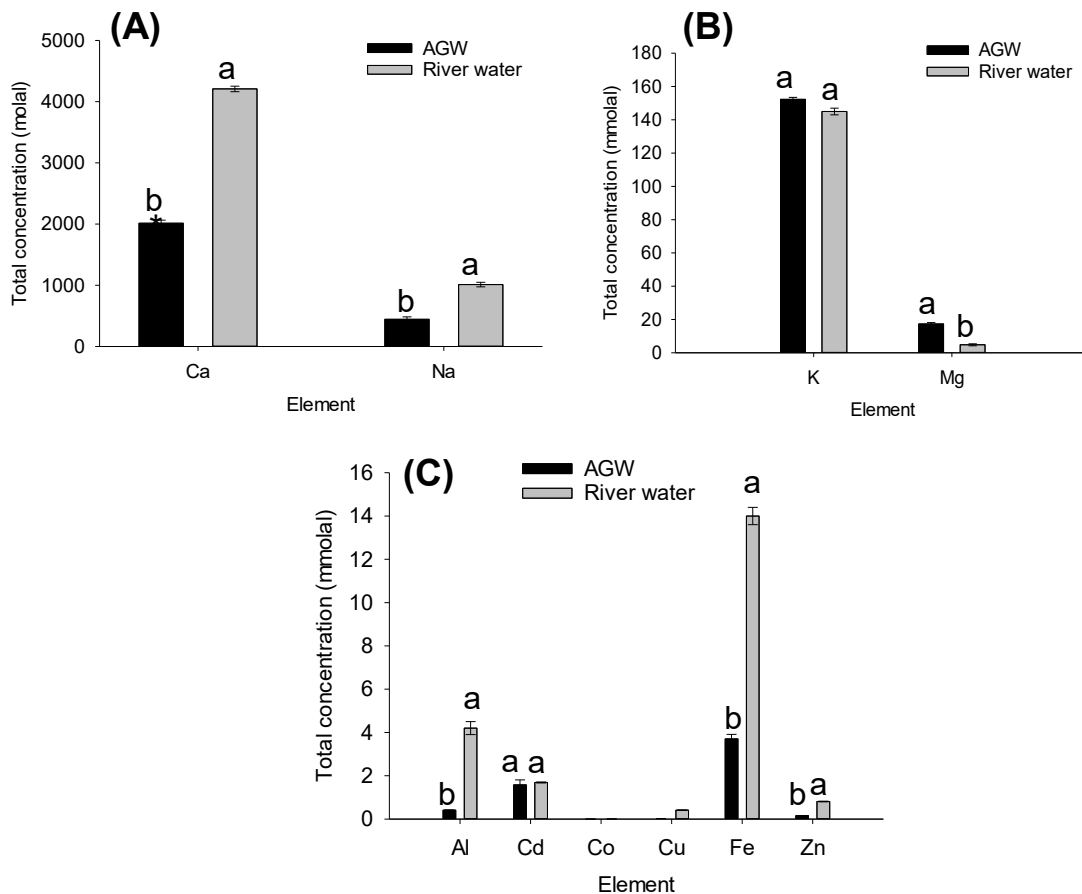 (A)
AGW
River water
Total concentration (molal)
5000
4000
3000
2000
1000
0
b
*
a
b
a
Ca
Na
Element
(B)
AGW
River water
Total concentration (mmolal)
180
160
140
120
100
80
60
40
20
0
a
a
a
b
K
Mg
Element
(C)
AGW
River water
Total concentration (mmolal)
16
14
12
10
8
6
4
2
0
b
a
a
a
b
a
b
a
Al
Cd
Co
Cu
Fe
Zn
Element